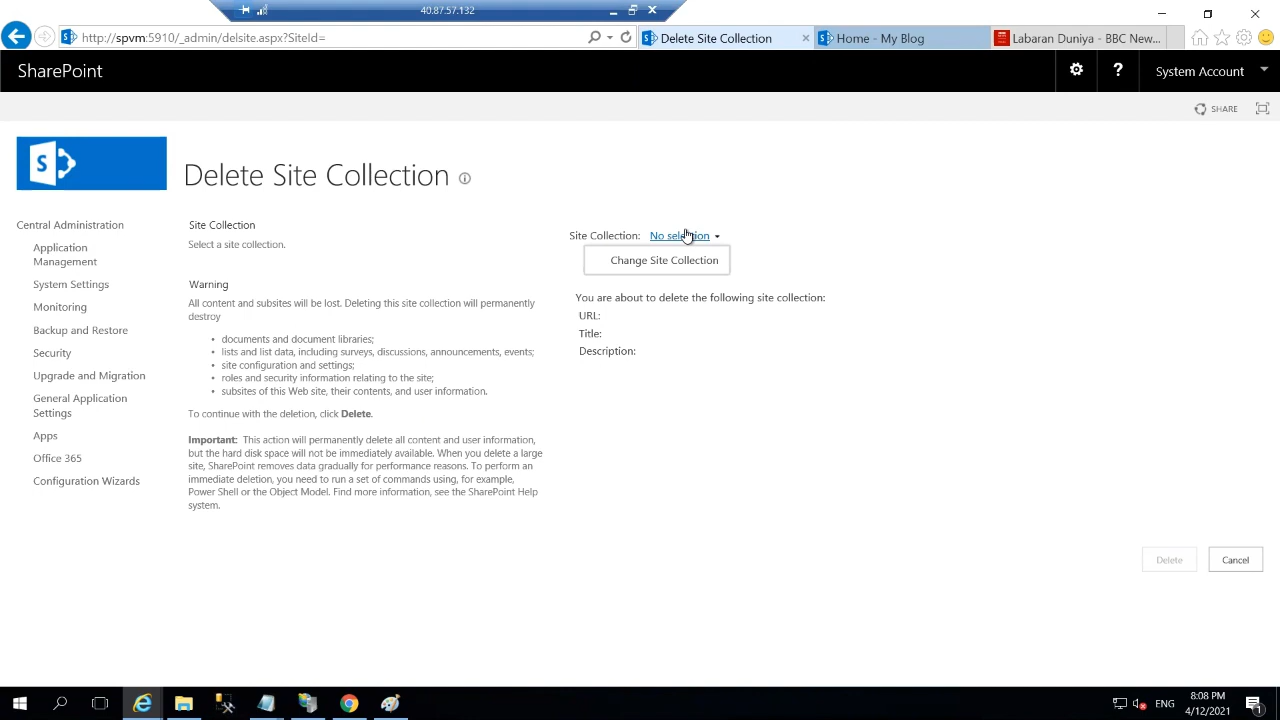 40.87.57.132
http://spvm:5910/_admin/delsite.aspx?SiteId=
Delete Site Collection
Home - My Blog
Labaran Duniya - BBC New...
SharePoint
?
System Account
SHARE
S
Delete Site Collection
Central Administration
Application
Management
System Settings
Monitoring
Backup and Restore
Security
Upgrade and Migration
General Application
Settings
Apps
Office 365
Configuration Wizards
Site Collection
Select a site collection.
Warning
All content and subsites will be lost. Deleting this site collection will permanently
destroy
• documents and document libraries;
• lists and list data, including surveys, discussions, announcements, events;
• site configuration and settings;
• roles and security information relating to the site;
• subsites of this Web site, their contents, and user information.
To continue with the deletion, click Delete.
Important: This action will permanently delete all content and user information,
but the hard disk space will not be immediately available. When you delete a large
site, SharePoint removes data gradually for performance reasons. To perform an
immediate deletion, you need to run a set of commands using, for example,
Power Shell or the Object Model. Find more information, see the SharePoint Help
system.
Site Collection: No selection
Change Site Collection
You are about to delete the following site collection:
URL:
Title:
Description:
Delete
Cancel
ENG
8:08 PM
4/12/2021
1